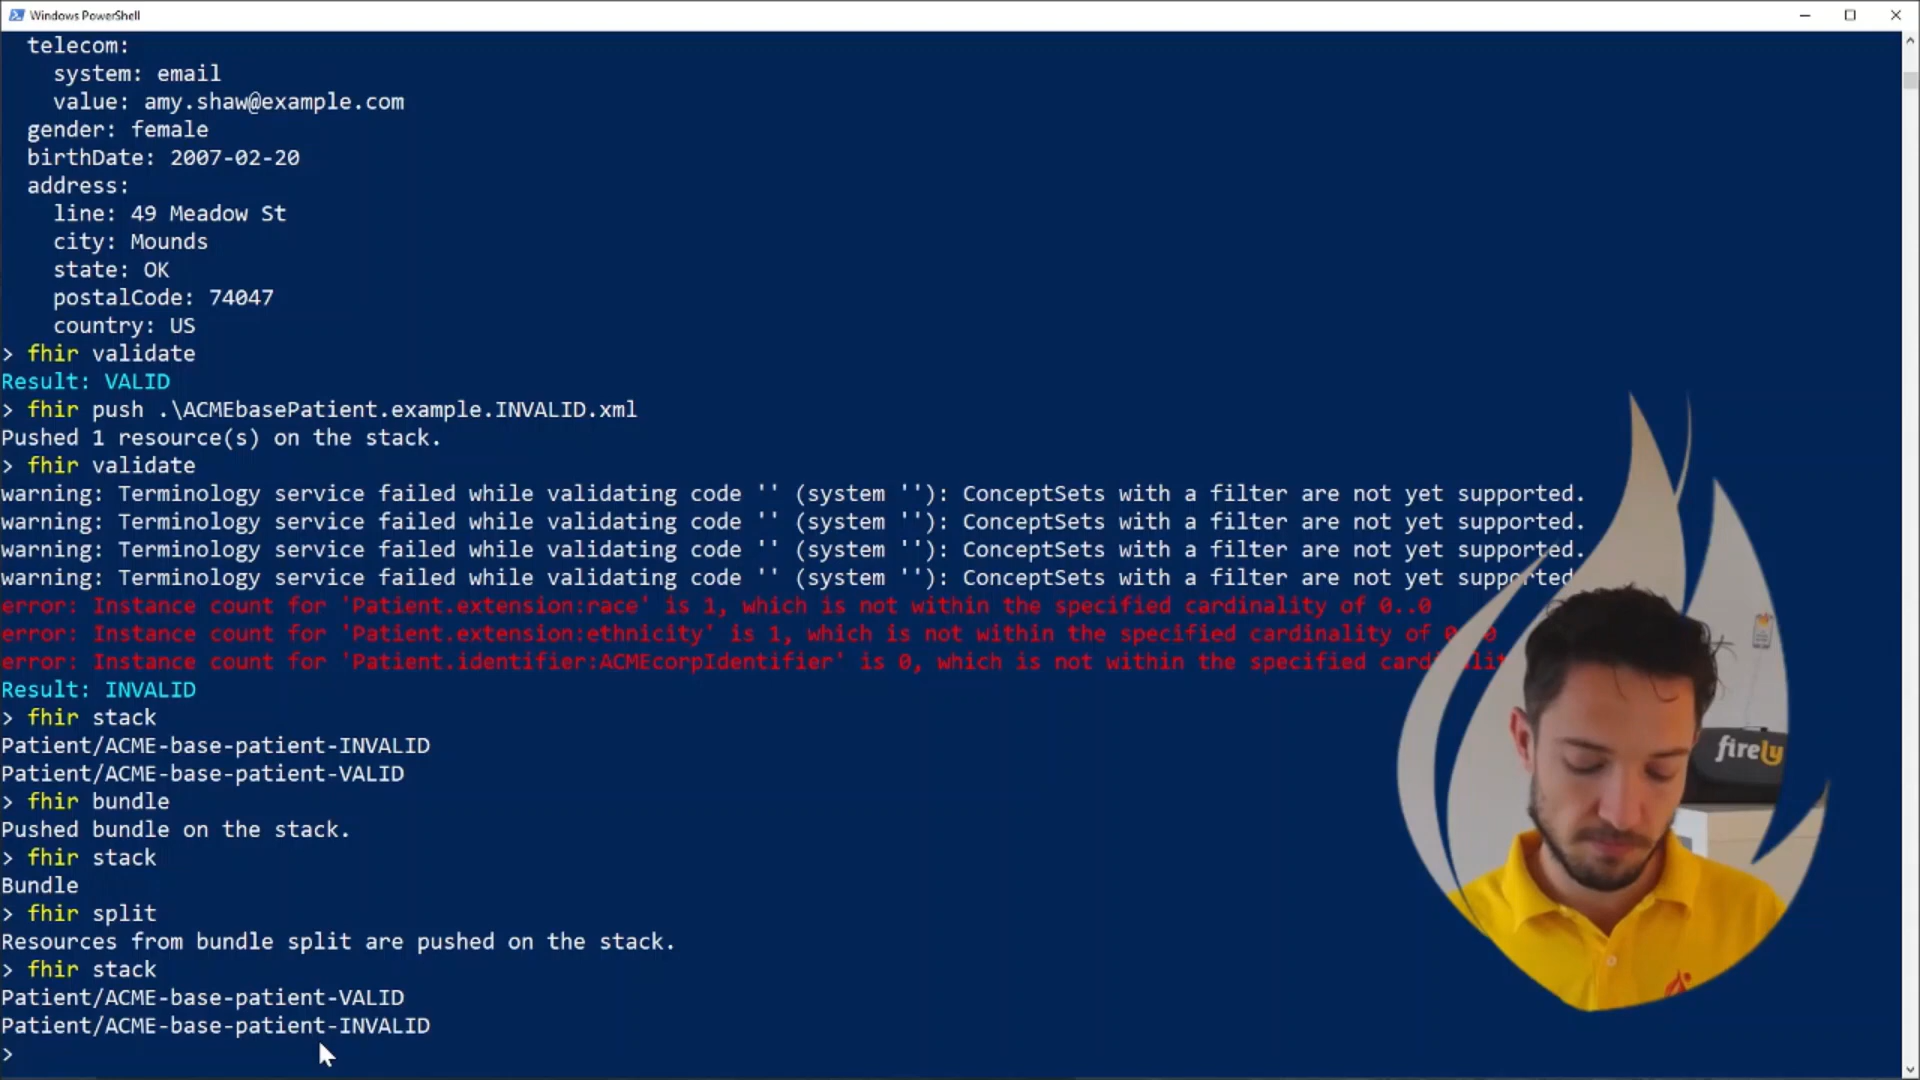 Windows PowerShell
telecom:
system: email
value: amy.shaw@example.com
gender: female
birthDate: 2007-02-20
address:
line: 49 Meadow St
city: Mounds
state: OK
postalCode: 74047
country: US
> fhir validate
Result: VALID
> fhir push .\ACMEbasePatient.example.INVALID.xml
Pushed 1 resource(s) on the stack.
> fhir validate
warning: Terminology service failed while validating code '' (system ''): ConceptSets with a filter are not yet supported.
warning: Terminology service failed while validating code '' (system ''): ConceptSets with a filter are not yet supported.
warning: Terminology service failed while validating code '' (system ''): ConceptSets with a filter are not yet supported.
warning: Terminology service failed while validating code '' (system ''): ConceptSets with a filter are not yet supported
error: Instance count for 'Patient.extension:race' is 1, which is not within the specified cardinality of 0..0
error: Instance count for 'Patient.extension:ethnicity' is 1, which is not within the specified cardinality of
error: Instance count for 'Patient.identifier:ACMEcorpIdentifier' is 0, which is not within the specified
Result: INVALID
> fhir stack
Patient/ACME-base-patient-INVALID
Patient/ACME-base-patient-VALID
> fhir bundle
Pushed bundle on the stack.
> fhir stack
Bundle
> fhir split
Resources from bundle split are pushed on the stack.
> fhir stack
Patient/ACME-base-patient-VALID
Patient/ACME-base-patient-INVALID
>
firely